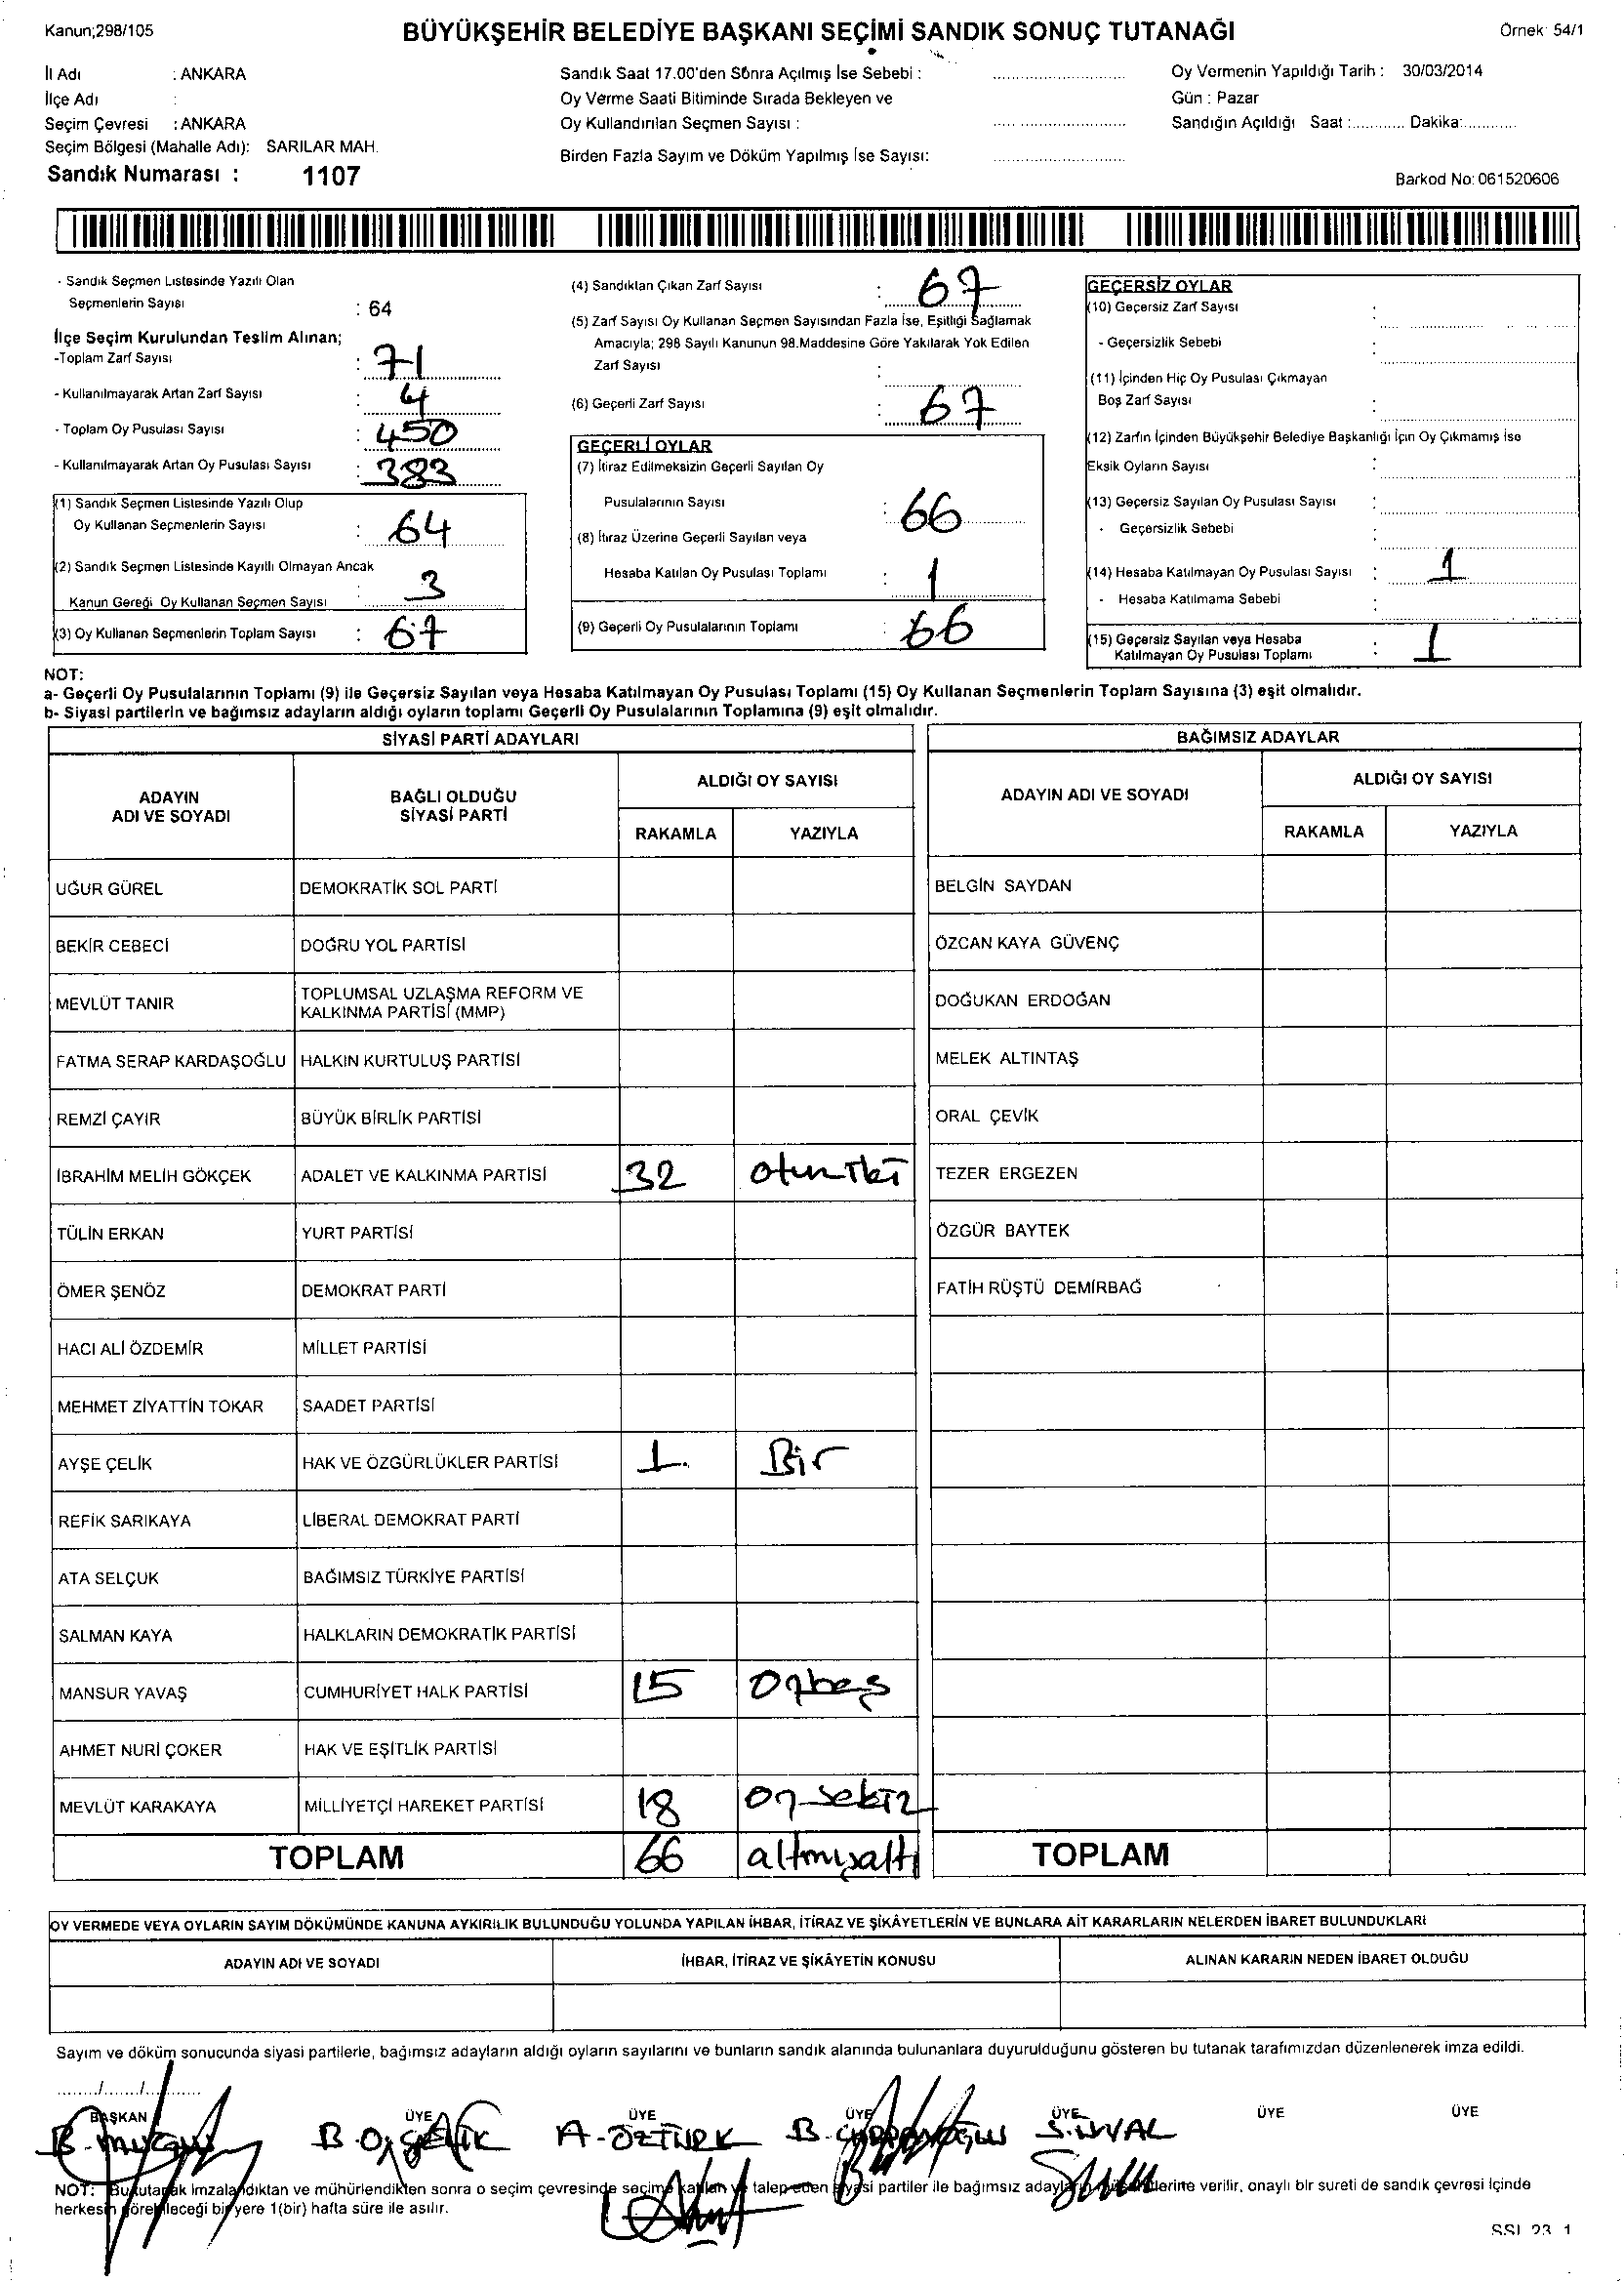 Kanun;298/105
BÜYÜKŞEHİR BELEDİYE BAŞKANI SEÇİMİ SANDIK SONUÇ TUTANAĞI
Örnek: 54/1
İl Adı : ANKARA
İlçe Adı :
Seçim Çevresi : ANKARA
Seçim Bölgesi (Mahalle Adı): SARILAR MAH.
Sandık Numarası : 1107
Sandık Saat 17.00'den Sonra Açılmış İse Sebebi :
Oy Verme Saati Bitiminde Sırada Bekleyen ve
Oy Kullandırılan Seçmen Sayısı :
Birden Fazla Sayım ve Döküm Yapılmış İse Sayısı:
Oy Vermenin Yapıldığı Tarih : 30/03/2014
Gün : Pazar
Sandığın Açıldığı Saat :........... Dakika:...........
Barkod No: 061520606
- Sandık Seçmen Listesinde Yazılı Olan
Seçmenlerin Sayısı : 64
İlçe Seçim Kurulundan Teslim Alınan;
-Toplam Zarf Sayısı : 71
- Kullanılmayarak Artan Zarf Sayısı : 4
- Toplam Oy Pusulası Sayısı : 450
- Kullanılmayarak Artan Oy Pusulası Sayısı : 383
(1) Sandık Seçmen Listesinde Yazılı Olup
Oy Kullanan Seçmenlerin Sayısı : 64
(2) Sandık Seçmen Listesinde Kayıtlı Olmayan Ancak
Kanun Gereği Oy Kullanan Seçmen Sayısı : 3
(3) Oy Kullanan Seçmenlerin Toplam Sayısı : 67
(4) Sandıktan Çıkan Zarf Sayısı : 67
(5) Zarf Sayısı Oy Kullanan Seçmen Sayısından Fazla İse, Eşitliği Sağlamak
Amacıyla; 298 Sayılı Kanunun 98.Maddesine Göre Yakılarak Yok Edilen
Zarf Sayısı :
(6) Geçerli Zarf Sayısı : 67
GEÇERLİ OYLAR
(7) İtiraz Edilmeksizin Geçerli Sayılan Oy
Pusulalarının Sayısı : 66
(8) İtiraz Üzerine Geçerli Sayılan veya
Hesaba Katılan Oy Pusulası Toplamı : 1
(9) Geçerli Oy Pusulalarının Toplamı : 66
GEÇERSİZ OYLAR
(10) Geçersiz Zarf Sayısı :
- Geçersizlik Sebebi :
(11) İçinden Hiç Oy Pusulası Çıkmayan
Boş Zarf Sayısı :
(12) Zarfın İçinden Büyükşehir Belediye Başkanlığı İçin Oy Çıkmamış İse
Eksik Oyların Sayısı :
(13) Geçersiz Sayılan Oy Pusulası Sayısı :
- Geçersizlik Sebebi :
(14) Hesaba Katılmayan Oy Pusulası Sayısı : 1
- Hesaba Katılmama Sebebi :
(15) Geçersiz Sayılan veya Hesaba
Katılmayan Oy Pusulası Toplamı : 1
NOT:
a- Geçerli Oy Pusulalarının Toplamı (9) ile Geçersiz Sayılan veya Hesaba Katılmayan Oy Pusulası Toplamı (15) Oy Kullanan Seçmenlerin Toplam Sayısına (3) eşit olmalıdır.
b- Siyasi partilerin ve bağımsız adayların aldığı oyların toplamı Geçerli Oy Pusulalarının Toplamına (9) eşit olmalıdır.
SİYASİ PARTİ ADAYLARI
BAĞIMSIZ ADAYLAR
ADAYIN ADI VE SOYADI
BAĞLI OLDUĞU SİYASİ PARTİ
ALDIĞI OY SAYISI
RAKAMLA YAZIYLA
ADAYIN ADI VE SOYADI
ALDIĞI OY SAYISI
RAKAMLA YAZIYLA
UĞUR GÜREL DEMOKRATİK SOL PARTİ BELGİN SAYDAN
BEKİR CEBECİ DOĞRU YOL PARTİSİ ÖZCAN KAYA GÜVENÇ
MEVLÜT TANIR TOPLUMSAL UZLAŞMA REFORM VE KALKINMA PARTİSİ (MMP) DOĞUKAN ERDOĞAN
FATMA SERAP KARDAŞOĞLU HALKIN KURTULUŞ PARTİSİ MELEK ALTINTAŞ
REMZİ ÇAYIR BÜYÜK BİRLİK PARTİSİ ORAL ÇEVİK
İBRAHİM MELİH GÖKÇEK ADALET VE KALKINMA PARTİSİ 32 otuz iki TEZER ERGEZEN
TÜLİN ERKAN YURT PARTİSİ ÖZGÜR BAYTEK
ÖMER ŞENÖZ DEMOKRAT PARTİ FATİH RÜŞTÜ DEMİRBAĞ
HACI ALİ ÖZDEMİR MİLLET PARTİSİ
MEHMET ZİYATTİN TOKAR SAADET PARTİSİ
AYŞE ÇELİK HAK VE ÖZGÜRLÜKLER PARTİSİ 1. Bir
REFİK SARIKAYA LİBERAL DEMOKRAT PARTİ
ATA SELÇUK BAĞIMSIZ TÜRKİYE PARTİSİ
SALMAN KAYA HALKLARIN DEMOKRATİK PARTİSİ
MANSUR YAVAŞ CUMHURİYET HALK PARTİSİ 15 Onbeş
AHMET NURİ ÇOKER HAK VE EŞİTLİK PARTİSİ
MEVLÜT KARAKAYA MİLLİYETÇİ HAREKET PARTİSİ 18 on sekiz
TOPLAM 66 altmışaltı TOPLAM
OY VERMEDE VEYA OYLARIN SAYIM DÖKÜMÜNDE KANUNA AYKIRILIK BULUNDUĞU YOLUNDA YAPILAN İHBAR, İTİRAZ VE ŞİKÂYETLERİN VE BUNLARA AİT KARARLARIN NELERDEN İBARET BULUNDUKLARI
ADAYIN ADI VE SOYADI İHBAR, İTİRAZ VE ŞİKÂYETİN KONUSU ALINAN KARARIN NEDEN İBARET OLDUĞU
Sayım ve döküm sonucunda siyasi partilerle, bağımsız adayların aldığı oyların sayılarını ve bunların sandık alanında bulunanlara duyurulduğunu gösteren bu tutanak tarafımızdan düzenlenerek imza edildi.
......../......../........
BAŞKAN ÜYE ÜYE ÜYE ÜYE ÜYE ÜYE
A-ÖZTÜRK S.ÜNAL
NOT: Bu tutanak imzalandıktan ve mühürlendikten sonra o seçim çevresinde seçime katılan ve talep eden siyasi partiler ile bağımsız adayların verilir, onaylı bir sureti de sandık çevresi içinde
herkesin görebileceği bir yere 1(bir) hafta süre ile asılır.